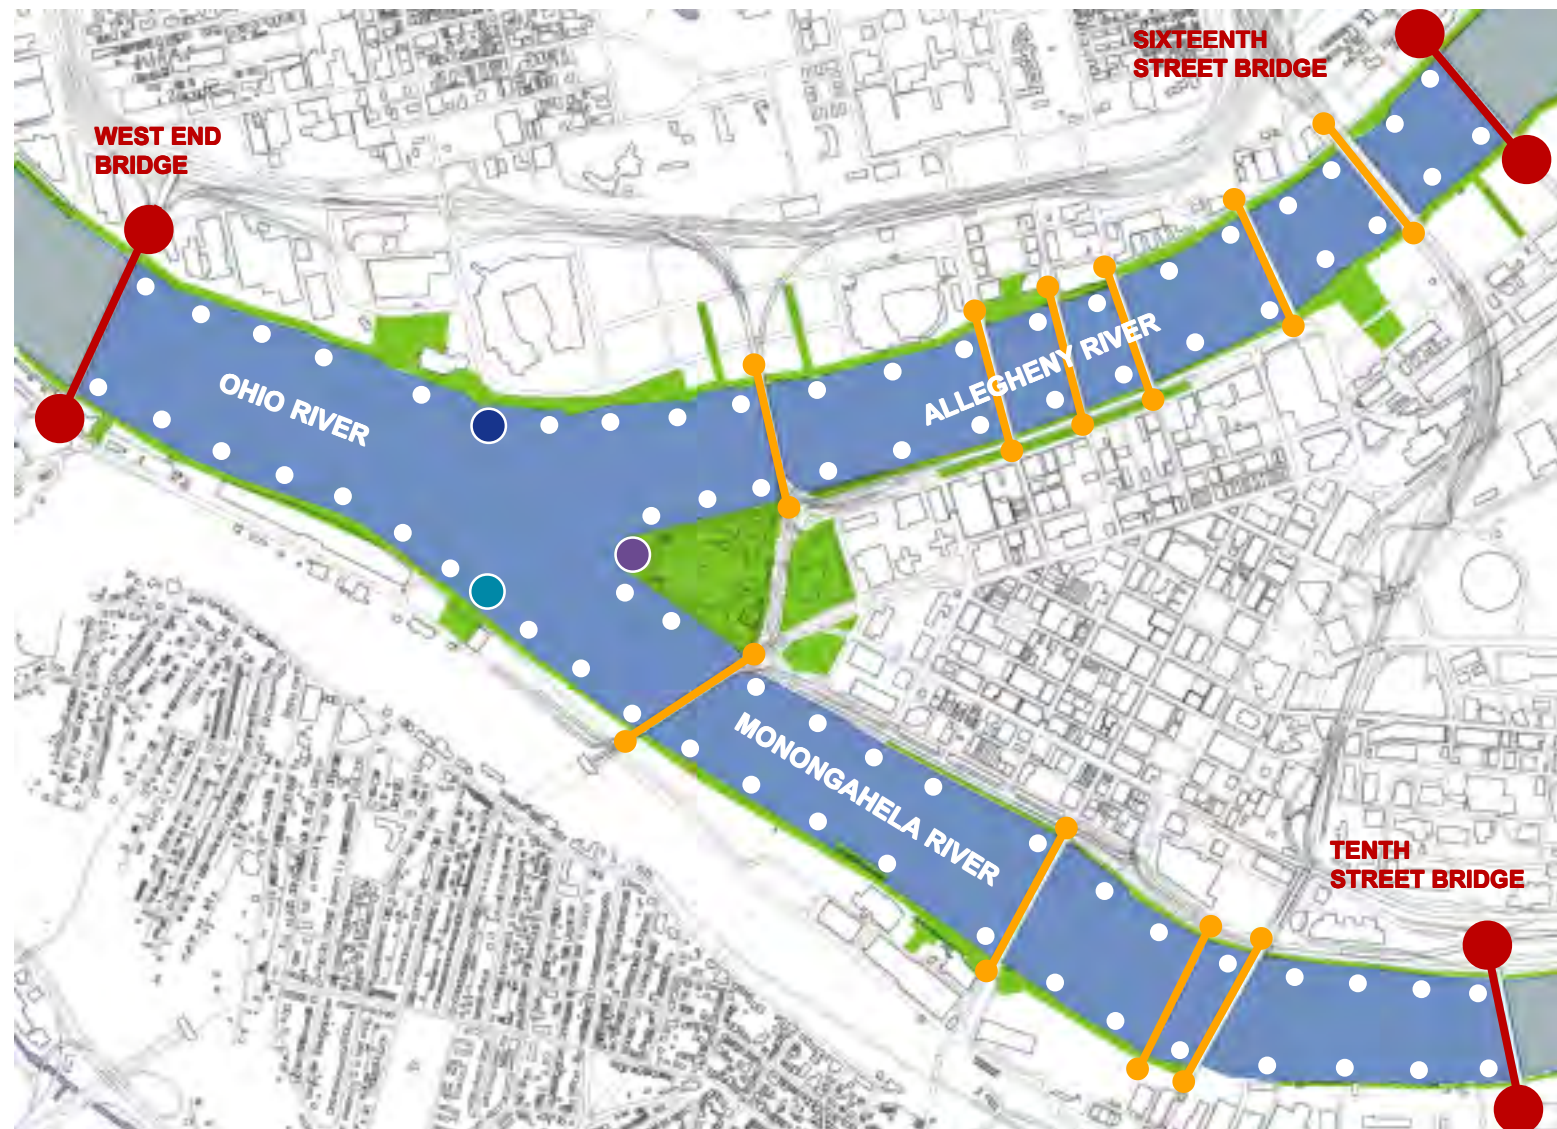 SIXTEENTH
STREET BRIDGE
WEST END
BRIDGE
OHIO RIVER
ALLEGHENY RIVER
MONONGAHELA RIVER
TENTH
STREET BRIDGE